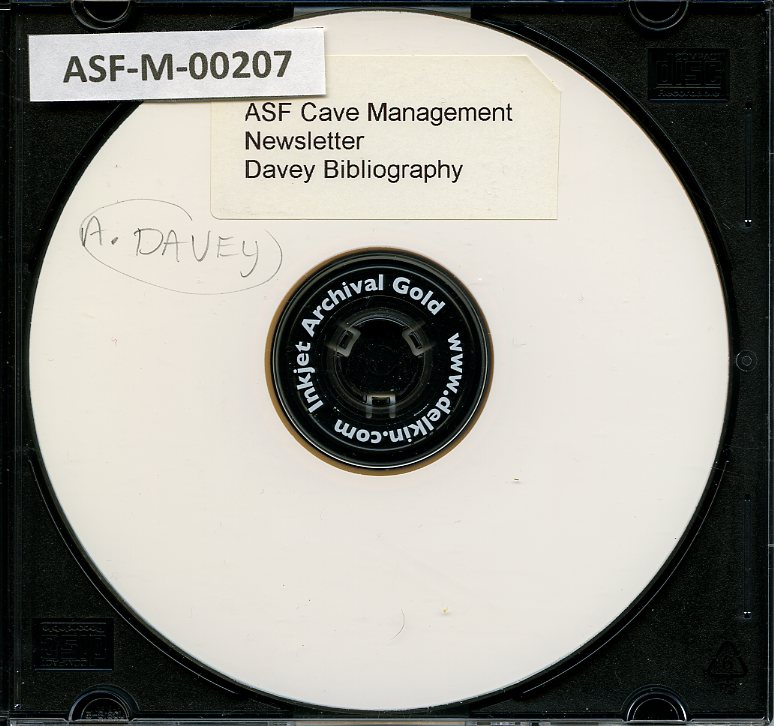 ASF-M-00207
ASF Cave Management
Newsletter
Davey Bibliography
A. DAVEY
Inkjet Archival Gold
www.delkin.com